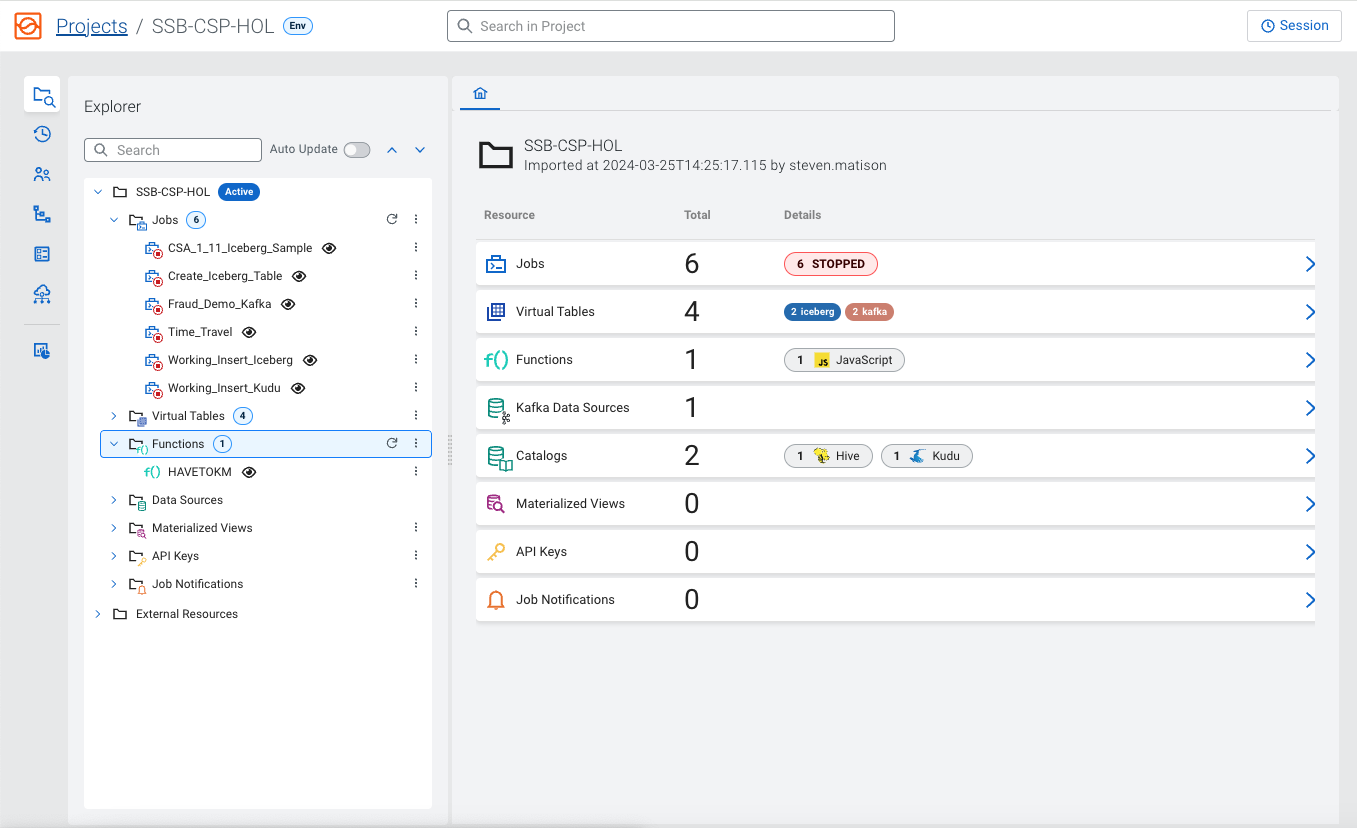 Projects / SSB-CSP-HOL Env
Search in Project
Session
Explorer
Search
Auto Update
SSB-CSP-HOL Active
Jobs 6
CSA_1_11_Iceberg_Sample
Create_Iceberg_Table
Fraud_Demo_Kafka
Time_Travel
Working_Insert_Iceberg
Working_Insert_Kudu
Virtual Tables 4
f() Functions 1
f() HAVETOKM
Data Sources
Materialized Views
API Keys
Job Notifications
External Resources
SSB-CSP-HOL
Imported at 2024-03-25T14:25:17.115 by steven.matison
Resource Total Details
Jobs 6 6 STOPPED
Virtual Tables 4 2 iceberg 2 kafka
f() Functions 1 1 JS JavaScript
Kafka Data Sources 1
Catalogs 2 1 Hive 1 Kudu
Materialized Views 0
API Keys 0
Job Notifications 0